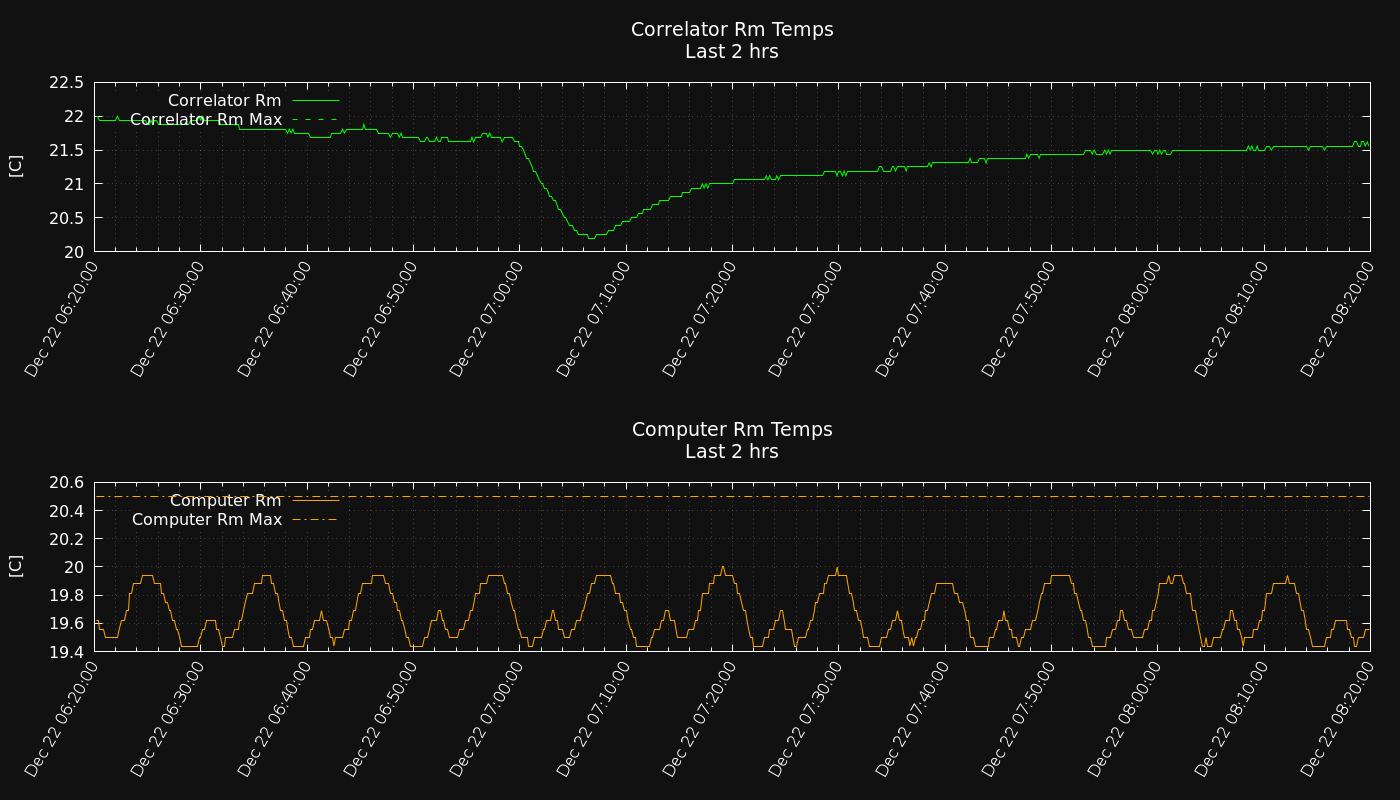 Correlator Rm Temps
Last 2 hrs
22.5
22
21.5
21
20.5
20
[C]
Correlator Rm
Correlator Rm Max
Dec 22 06:20:00
Dec 22 06:30:00
Dec 22 06:40:00
Dec 22 06:50:00
Dec 22 07:00:00
Dec 22 07:10:00
Dec 22 07:20:00
Dec 22 07:30:00
Dec 22 07:40:00
Dec 22 07:50:00
Dec 22 08:00:00
Dec 22 08:10:00
Dec 22 08:20:00
Computer Rm Temps
Last 2 hrs
20.6
20.4
20.2
20
19.8
19.6
19.4
[C]
Computer Rm
Computer Rm Max
Dec 22 06:20:00
Dec 22 06:30:00
Dec 22 06:40:00
Dec 22 06:50:00
Dec 22 07:00:00
Dec 22 07:10:00
Dec 22 07:20:00
Dec 22 07:30:00
Dec 22 07:40:00
Dec 22 07:50:00
Dec 22 08:00:00
Dec 22 08:10:00
Dec 22 08:20:00